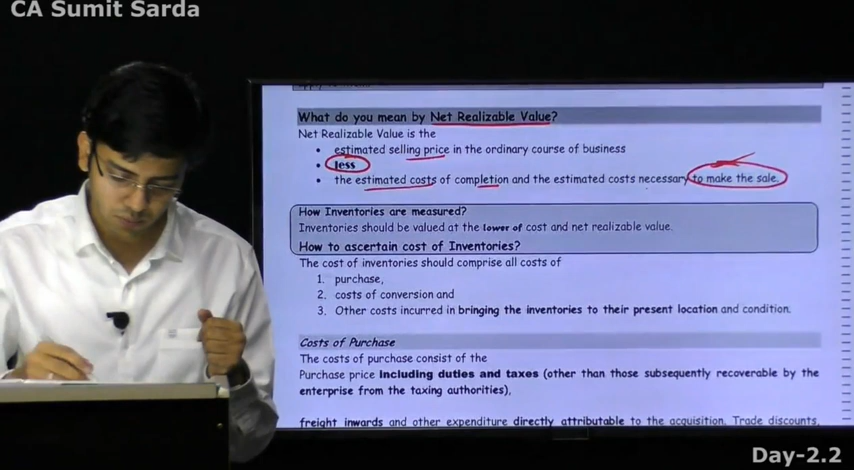 CA Sumit Sarda
What do you mean by Net Realizable Value?
Net Realizable Value is the
• estimated selling price in the ordinary course of business
• less
• the estimated costs of completion and the estimated costs necessary to make the sale.
How Inventories are measured?
Inventories should be valued at the lower of cost and net realizable value.
How to ascertain cost of Inventories?
The cost of inventories should comprise all costs of
1. purchase,
2. costs of conversion and
3. Other costs incurred in bringing the inventories to their present location and condition.
Costs of Purchase
The costs of purchase consist of the
Purchase price including duties and taxes (other than those subsequently recoverable by the
enterprise from the taxing authorities),
freight inwards and other expenditure directly attributable to the acquisition. Trade discounts,
Day-2.2